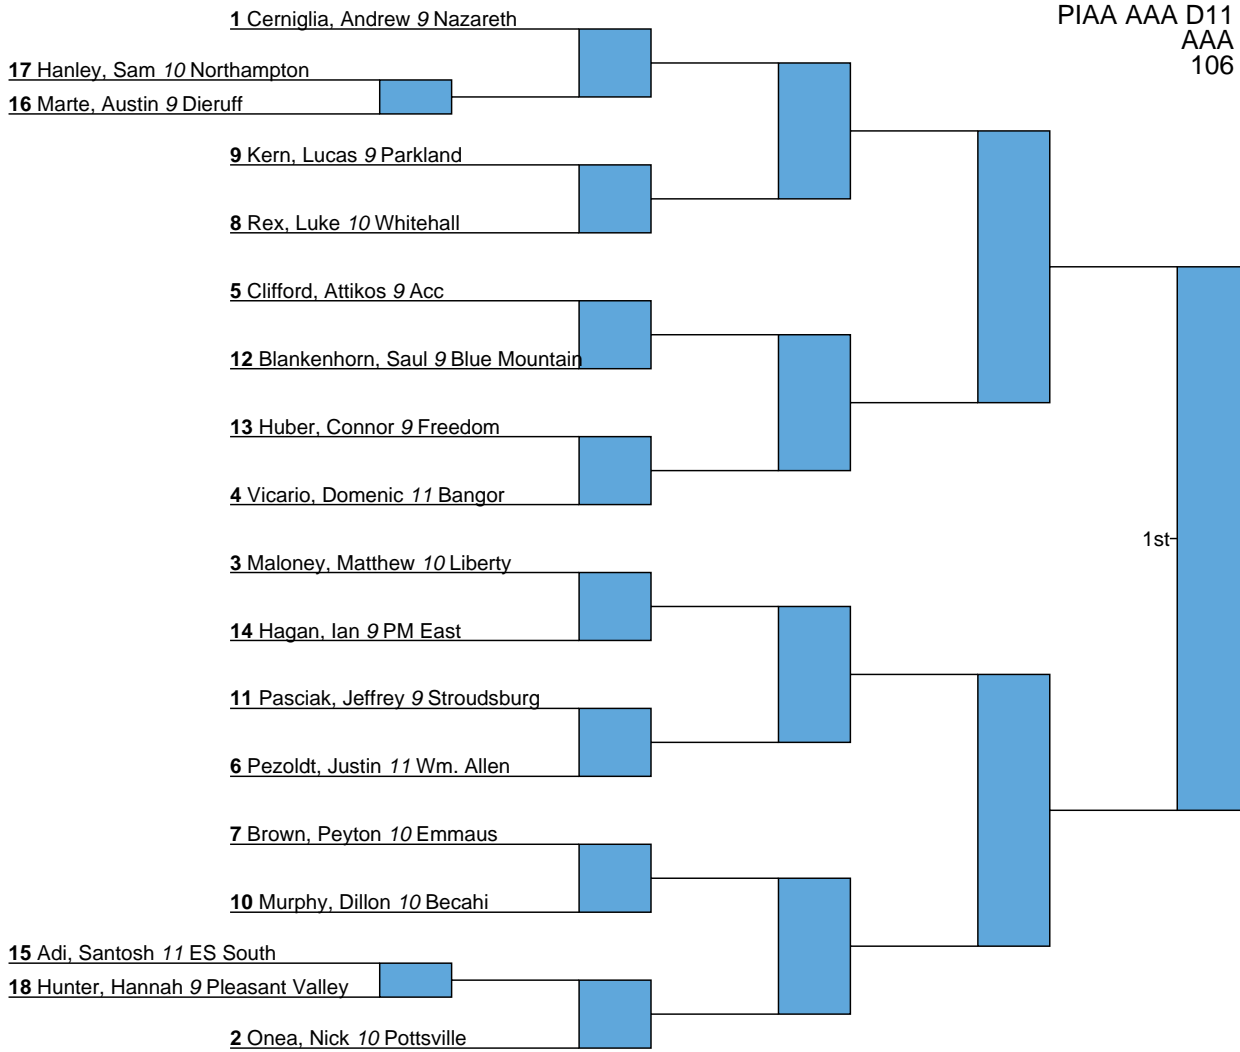 PIAA AAA D11
AAA
106
1 Cerniglia, Andrew 9 Nazareth
17 Hanley, Sam 10 Northampton
16 Marte, Austin 9 Dieruff
9 Kern, Lucas 9 Parkland
8 Rex, Luke 10 Whitehall
5 Clifford, Attikos 9 Acc
12 Blankenhorn, Saul 9 Blue Mountain
13 Huber, Connor 9 Freedom
4 Vicario, Domenic 11 Bangor
1st
3 Maloney, Matthew 10 Liberty
14 Hagan, Ian 9 PM East
11 Pasciak, Jeffrey 9 Stroudsburg
6 Pezoldt, Justin 11 Wm. Allen
7 Brown, Peyton 10 Emmaus
10 Murphy, Dillon 10 Becahi
15 Adi, Santosh 11 ES South
18 Hunter, Hannah 9 Pleasant Valley
2 Onea, Nick 10 Pottsville